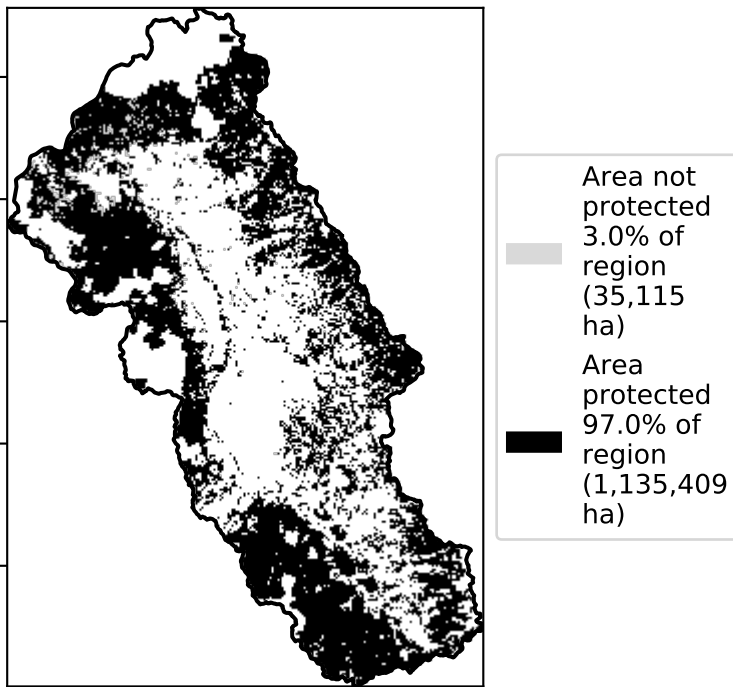 Area not
protected
3.0% of
region
(35,115
ha)
Area
protected
97.0% of
region
(1,135,409
ha)